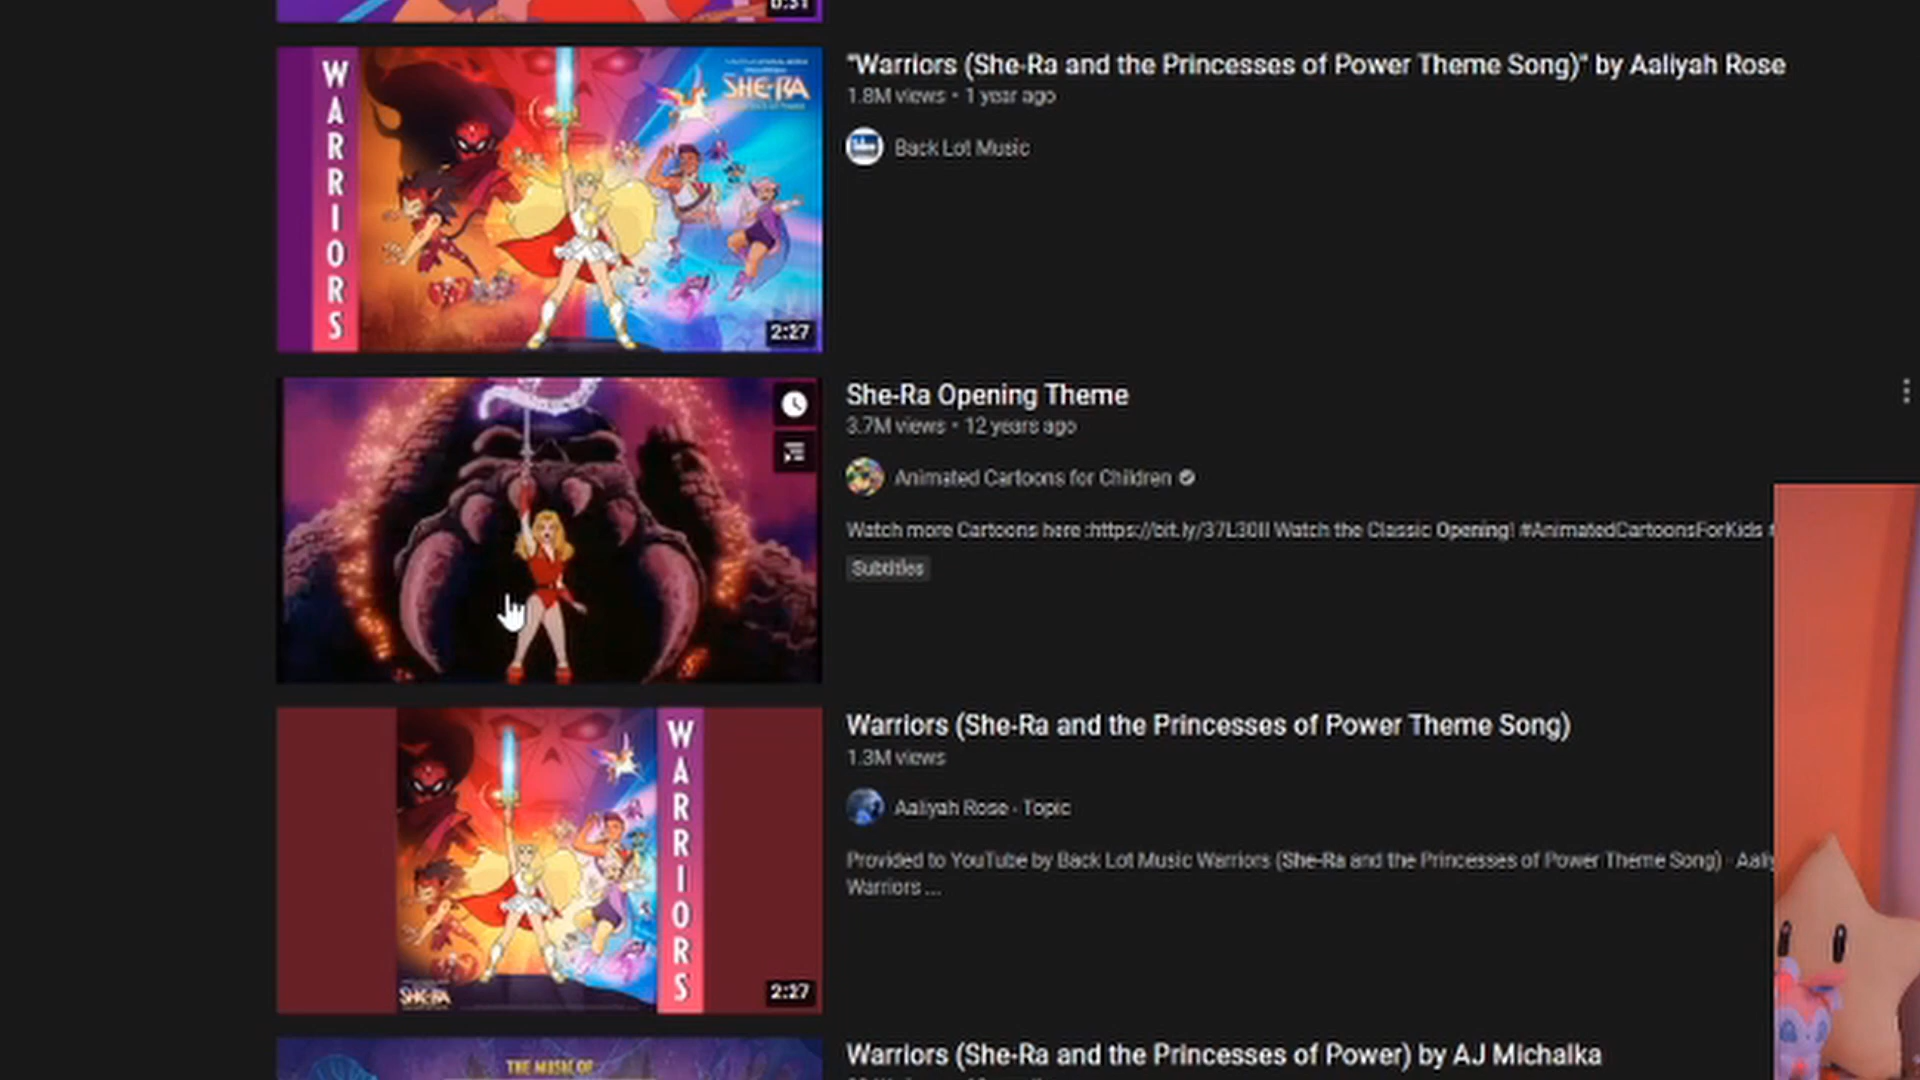 0:31
WARRIORS
SHE-RA
2:27
"Warriors (She-Ra and the Princesses of Power Theme Song)" by Aaliyah Rose
1.8M views • 1 year ago
Back Lot Music
She-Ra Opening Theme
3.7M views • 12 years ago
Animated Cartoons for Children
Watch more Cartoons here :https://bit.ly/37L30II Watch the Classic Opening! #AnimatedCartoonsForKids
Subtitles
WARRIORS
SHE-RA
2:27
Warriors (She-Ra and the Princesses of Power Theme Song)
1.3M views
Aaliyah Rose - Topic
Provided to YouTube by Back Lot Music Warriors (She-Ra and the Princesses of Power Theme Song) · Aaliy
Warriors ...
THE MUSIC OF
Warriors (She-Ra and the Princesses of Power) by AJ Michalka